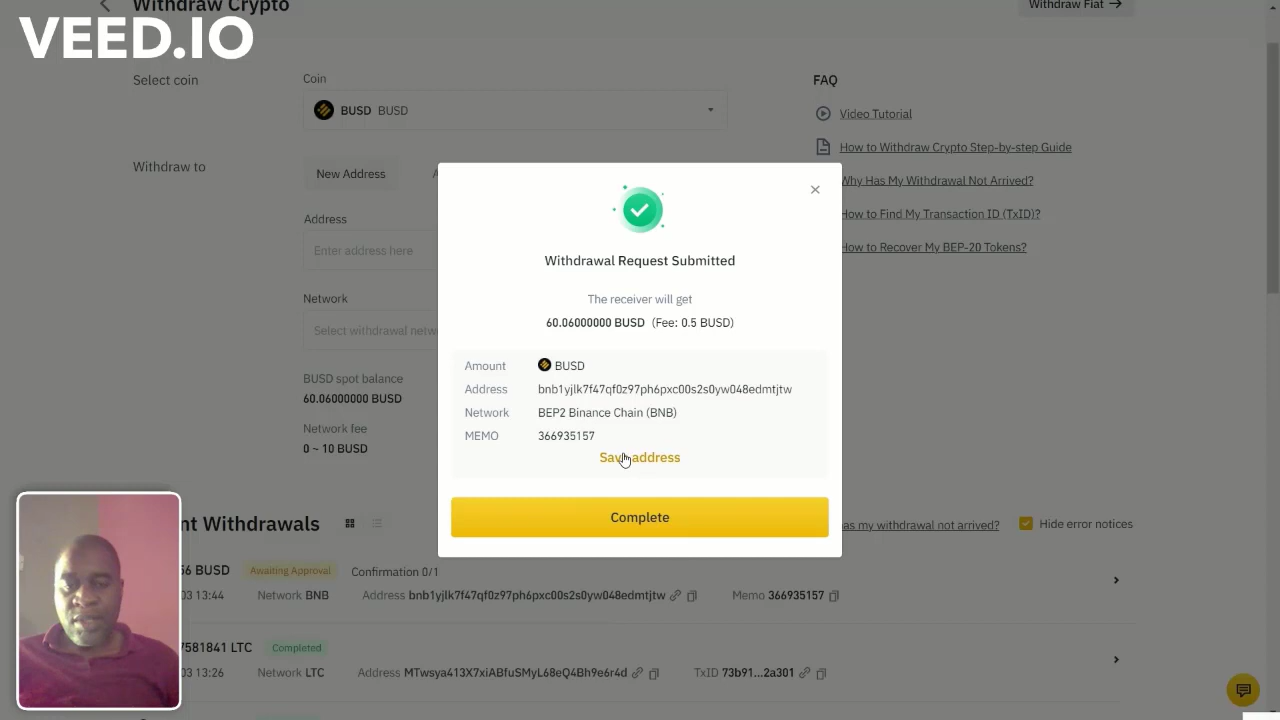 Withdraw Crypto
Withdraw Fiat →
VEED.IO
Select coin
Coin
BUSD BUSD
FAQ
Video Tutorial
How to Withdraw Crypto Step-by-step Guide
Why Has My Withdrawal Not Arrived?
How to Find My Transaction ID (TxID)?
How to Recover My BEP-20 Tokens?
Withdraw to
New Address
Address
Enter address here
Network
Select withdrawal netw
BUSD spot balance
60.06000000 BUSD
Network fee
0 ~ 10 BUSD
Withdrawal Request Submitted
The receiver will get
60.06000000 BUSD (Fee: 0.5 BUSD)
Amount BUSD
Address bnb1yjlk7f47qf0z97ph6pxc00s2s0yw048edmtjtw
Network BEP2 Binance Chain (BNB)
MEMO 366935157
Save address
Complete
nt Withdrawals
has my withdrawal not arrived?
Hide error notices
56 BUSD Awaiting Approval Confirmation 0/1
03 13:44 Network BNB Address bnb1yjlk7f47qf0z97ph6pxc00s2s0yw048edmtjtw Memo 366935157
7581841 LTC Completed
03 13:26 Network LTC Address MTwsya413X7xiABfuSMyL68eQ4Bh9e6r4d TxID 73b91...2a301